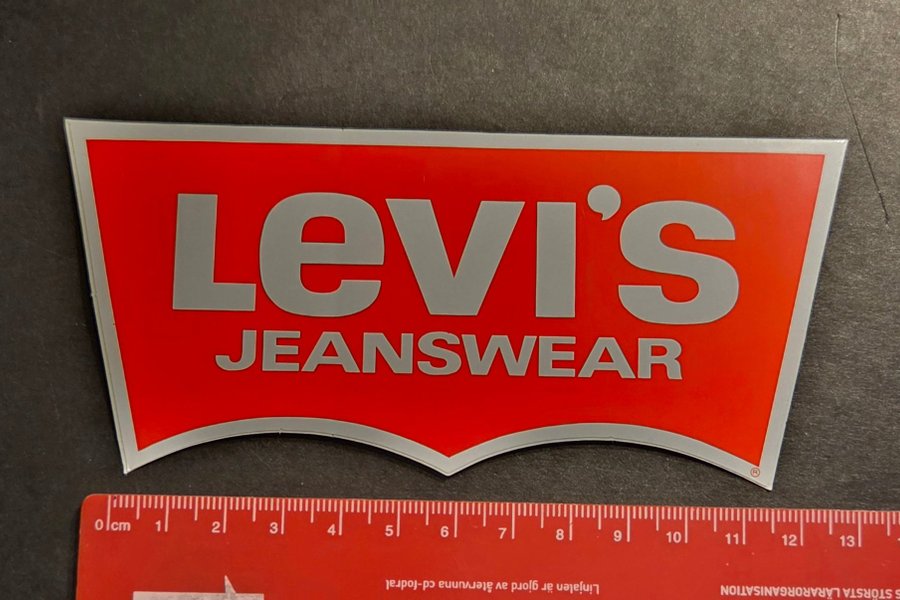 Levi's
JEANSWEAR
®
0 cm 1 2 3 4 5 6 7 8 9 10 11 12 13
Linjalen är gjord av återvunna cd-fodral
S STÖRSTA LÄRARORGANISATION